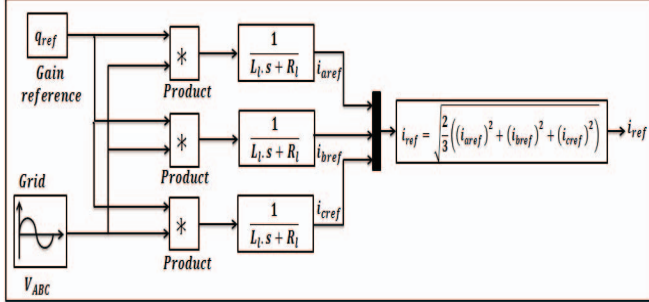 q_ref
Gain
reference
*
Product
1
L_l.s + R_l
i_aref
*
Product
1
L_l.s + R_l
i_bref
*
Product
1
L_l.s + R_l
i_cref
i_ref = √(2/3((i_aref)^2 + (i_bref)^2 + (i_cref)^2))
i_ref
Grid
V_ABC